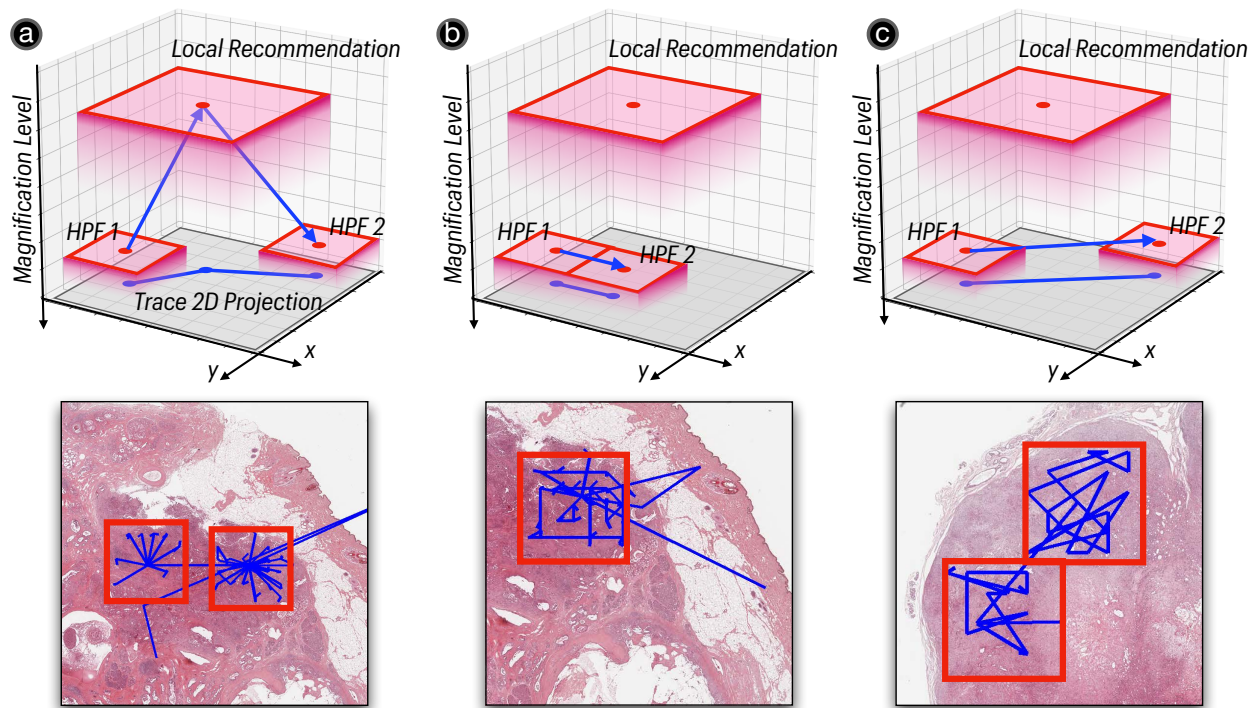 a
Local Recommendation
Magnification Level
HPF 1
HPF 2
Trace 2D Projection
x
y
b
Local Recommendation
Magnification Level
HPF 1
HPF 2
x
y
c
Local Recommendation
Magnification Level
HPF 1
HPF 2
x
y